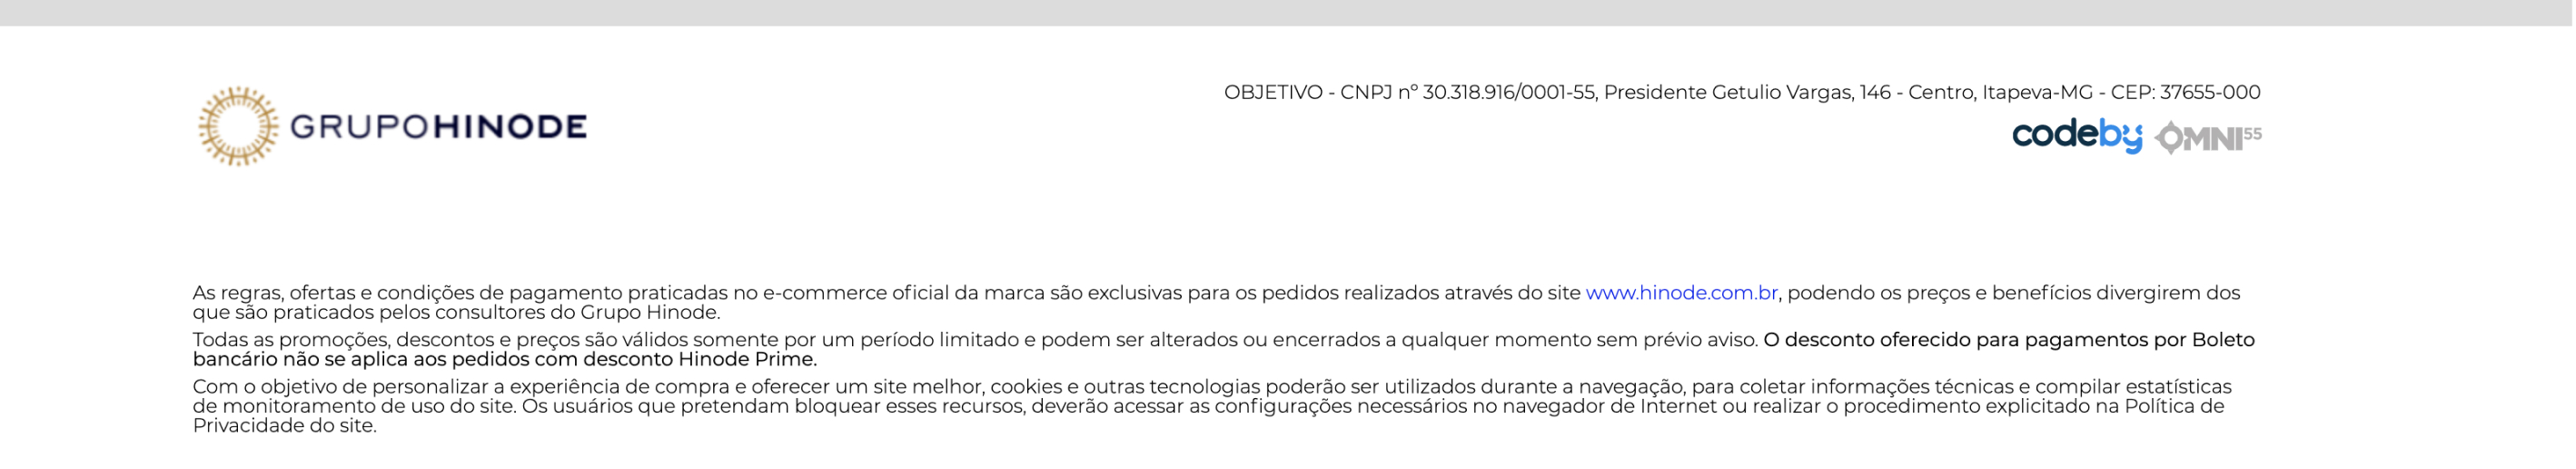 GRUPOHINODE
OBJETIVO - CNPJ nº 30.318.916/0001-55, Presidente Getulio Vargas, 146 - Centro, Itapeva-MG - CEP: 37655-000
codeby OMNI55
As regras, ofertas e condições de pagamento praticadas no e-commerce oficial da marca são exclusivas para os pedidos realizados através do site www.hinode.com.br, podendo os preços e benefícios divergirem dos
que são praticados pelos consultores do Grupo Hinode.
Todas as promoções, descontos e preços são válidos somente por um período limitado e podem ser alterados ou encerrados a qualquer momento sem prévio aviso. O desconto oferecido para pagamentos por Boleto
bancário não se aplica aos pedidos com desconto Hinode Prime.
Com o objetivo de personalizar a experiência de compra e oferecer um site melhor, cookies e outras tecnologias poderão ser utilizados durante a navegação, para coletar informações técnicas e compilar estatísticas
de monitoramento de uso do site. Os usuários que pretendam bloquear esses recursos, deverão acessar as configurações necessários no navegador de Internet ou realizar o procedimento explicitado na Política de
Privacidade do site.